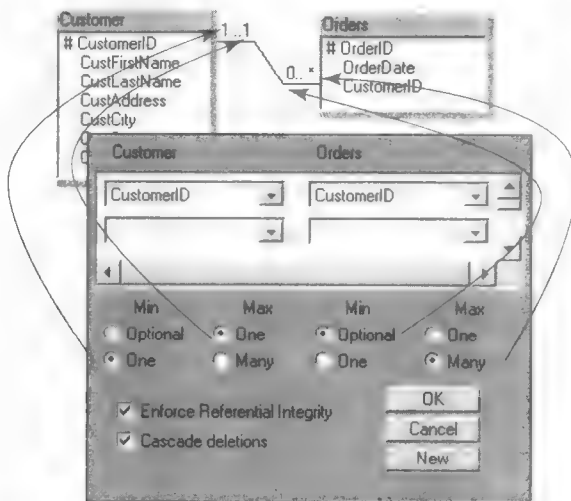 Customer
# CustomerID
CustFirstName
CustLastName
CustAddress
CustCity
1..1
0..*
Orders
# OrderID
OrderDate
CustomerID
Customer Orders
CustomerID CustomerID
Min Max Min Max
Optional One Optional One
One Many One Many
Enforce Referential Integrity
Cascade deletions
OK
Cancel
New